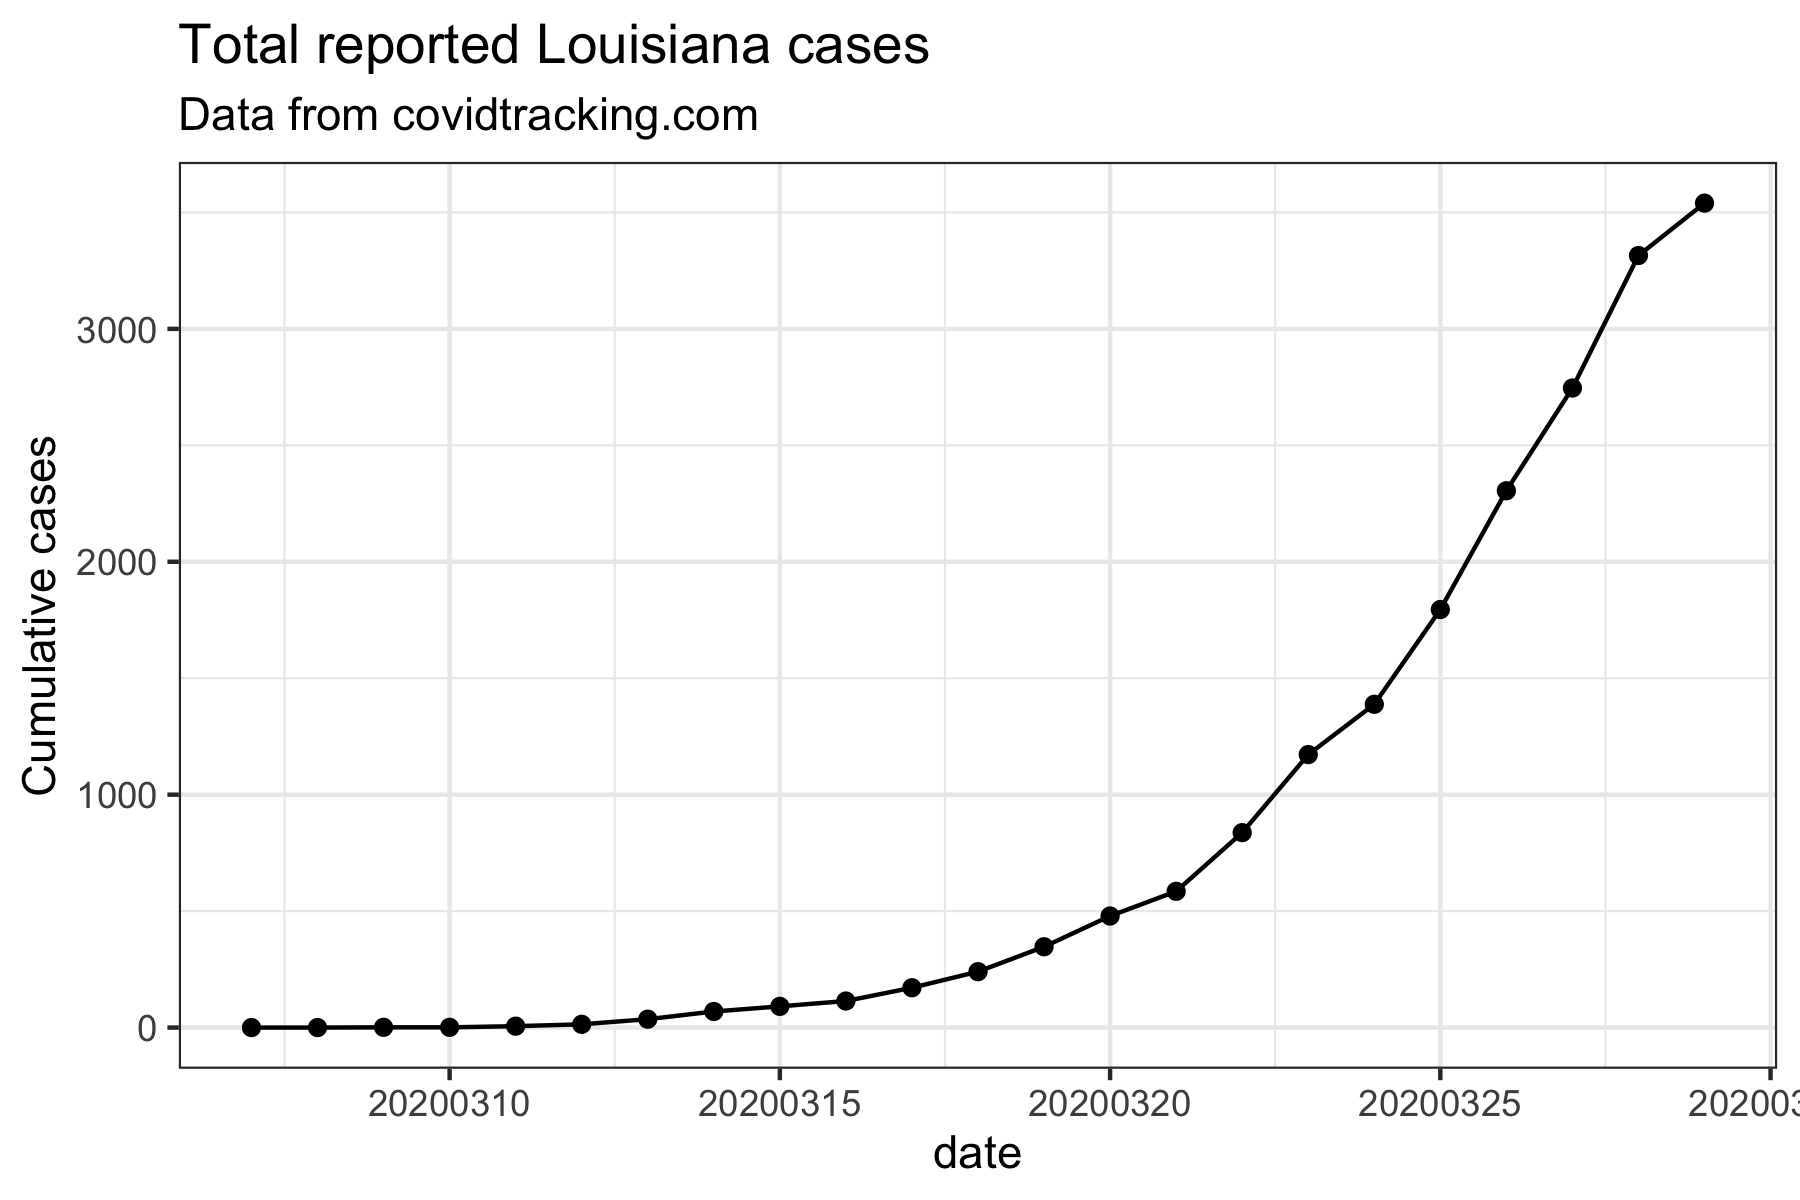 Total reported Louisiana cases
Data from covidtracking.com
Cumulative cases
3000
2000
1000
0
20200310 20200315 20200320 20200325 202003
date